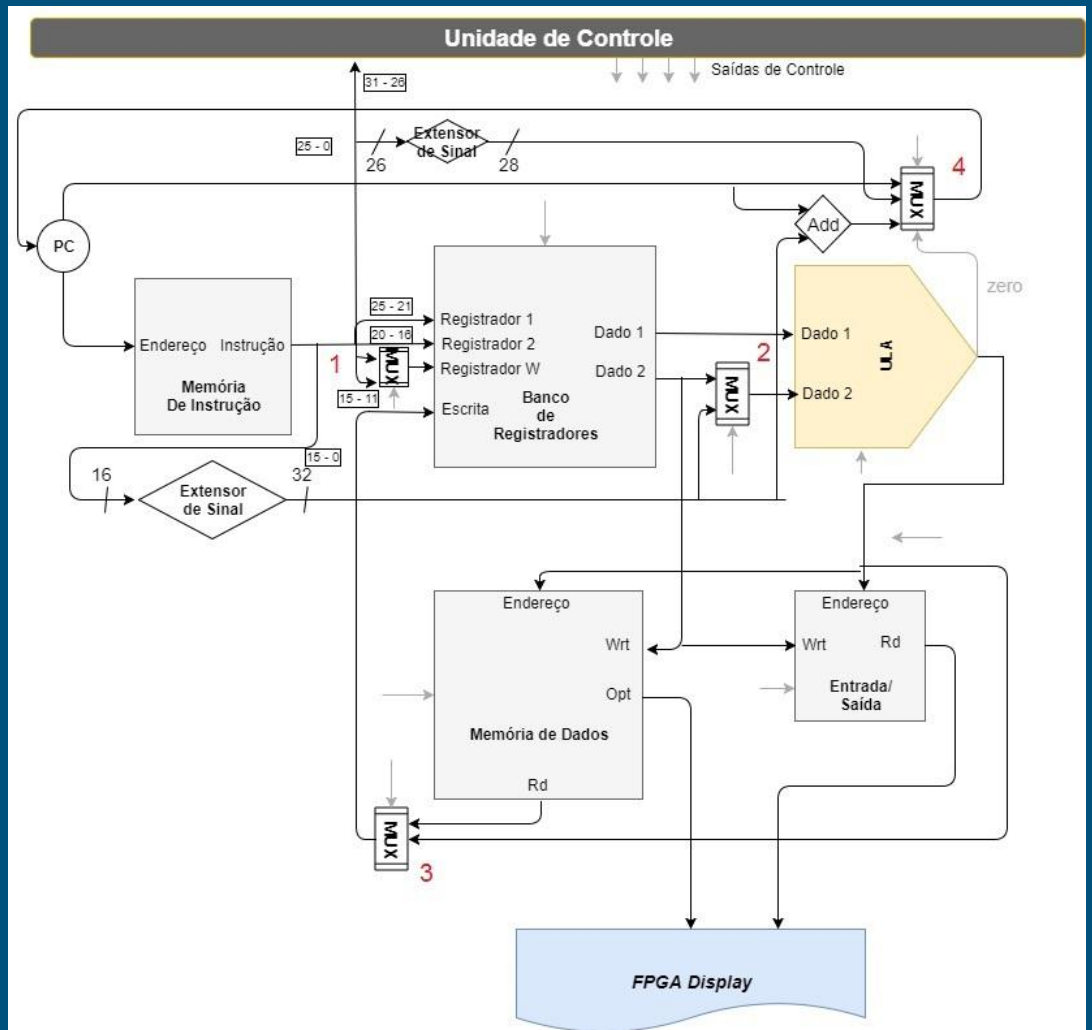 Unidade de Controle
Saídas de Controle
31 - 26
25 - 0
26
Extensor
de Sinal
28
4
MUX
PC
Add
zero
Endereço
Instrução
Memória
De Instrução
1
25 - 21
20 - 16
MUX
15 - 11
15 - 0
Registrador 1
Registrador 2
Registrador W
Escrita
Dado 1
Dado 2
Banco
de
Registradores
2
MUX
Dado 1
Dado 2
ULA
16
Extensor
de Sinal
32
Endereço
Wrt
Opt
Memória de Dados
Rd
Endereço
Wrt
Rd
Entrada/
Saída
MUX
3
FPGA Display